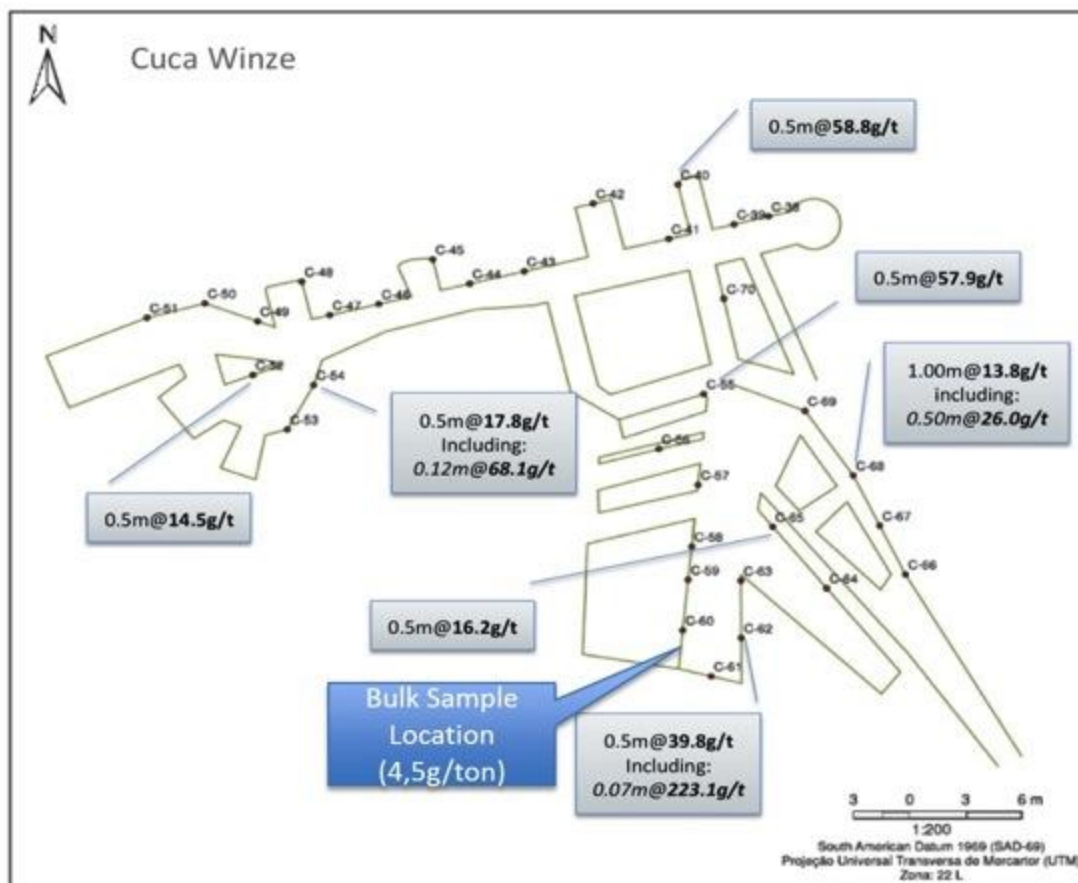 N
Cuca Winze
0.5m@58.8g/t
C-40
C-42
C-39
C-38
C-41
C-45
C-43
C-44
0.5m@57.9g/t
C-48
C-70
C-50
C-46
C-47
C-51
C-49
1.00m@13.8g/t
including:
0.50m@26.0g/t
C-52
C-54
C-55
C-69
0.5m@17.8g/t
Including:
0.12m@68.1g/t
C-53
C-56
C-68
C-57
0.5m@14.5g/t
C-65
C-67
C-58
C-59
C-63
C-64
C-66
0.5m@16.2g/t
C-60
C-62
C-61
Bulk Sample
Location
(4,5g/ton)
0.5m@39.8g/t
Including:
0.07m@223.1g/t
3 0 3 6 m
1:200
South American Datum 1969 (SAD-69)
Projeção Universal Transversa de Mercartor (UTM)
Zona: 22 L